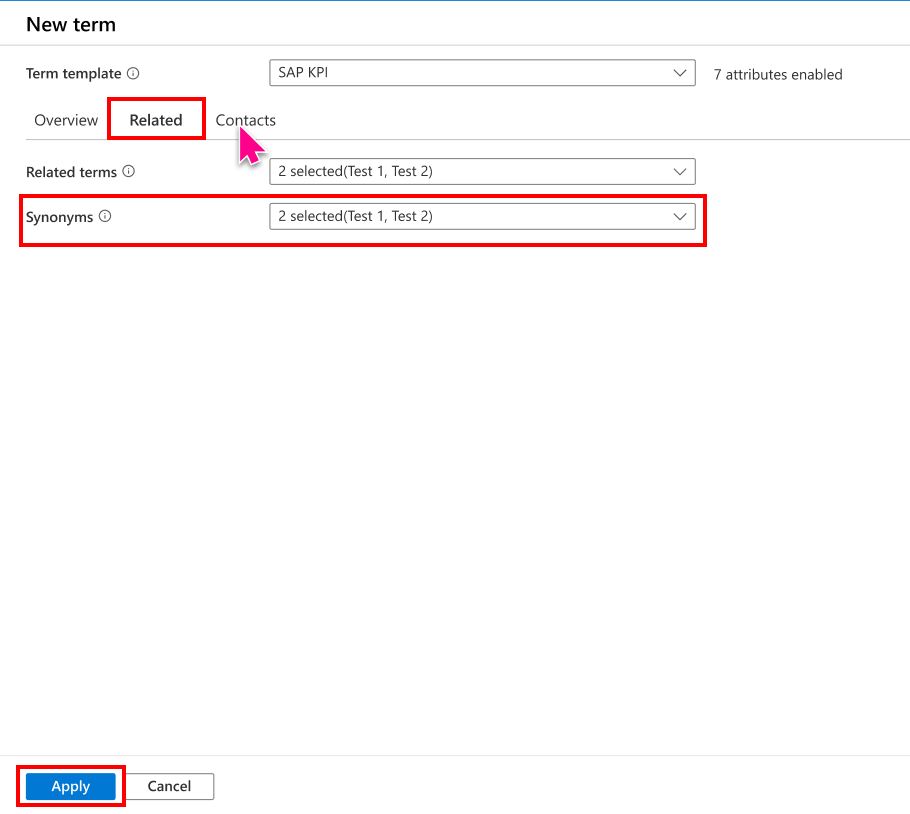 New term
Term template SAP KPI 7 attributes enabled
Overview Related Contacts
Related terms 2 selected(Test 1, Test 2)
Synonyms 2 selected(Test 1, Test 2)
Apply Cancel